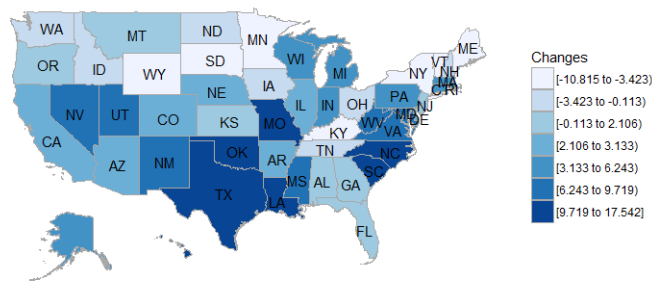 WA
MT
ND
MN
ME
OR
ID
SD
WI
VT
NH
NY
WY
MI
MA
CT
RI
IA
NE
PA
NJ
NV
UT
IL
IN
OH
MD
DE
CO
KS
MO
WV
VA
CA
KY
OK
TN
NC
AZ
NM
AR
SC
MS
AL
GA
TX
LA
FL
Changes
[-10.815 to -3.423)
[-3.423 to -0.113)
[-0.113 to 2.106)
[2.106 to 3.133)
[3.133 to 6.243)
[6.243 to 9.719)
[9.719 to 17.542]